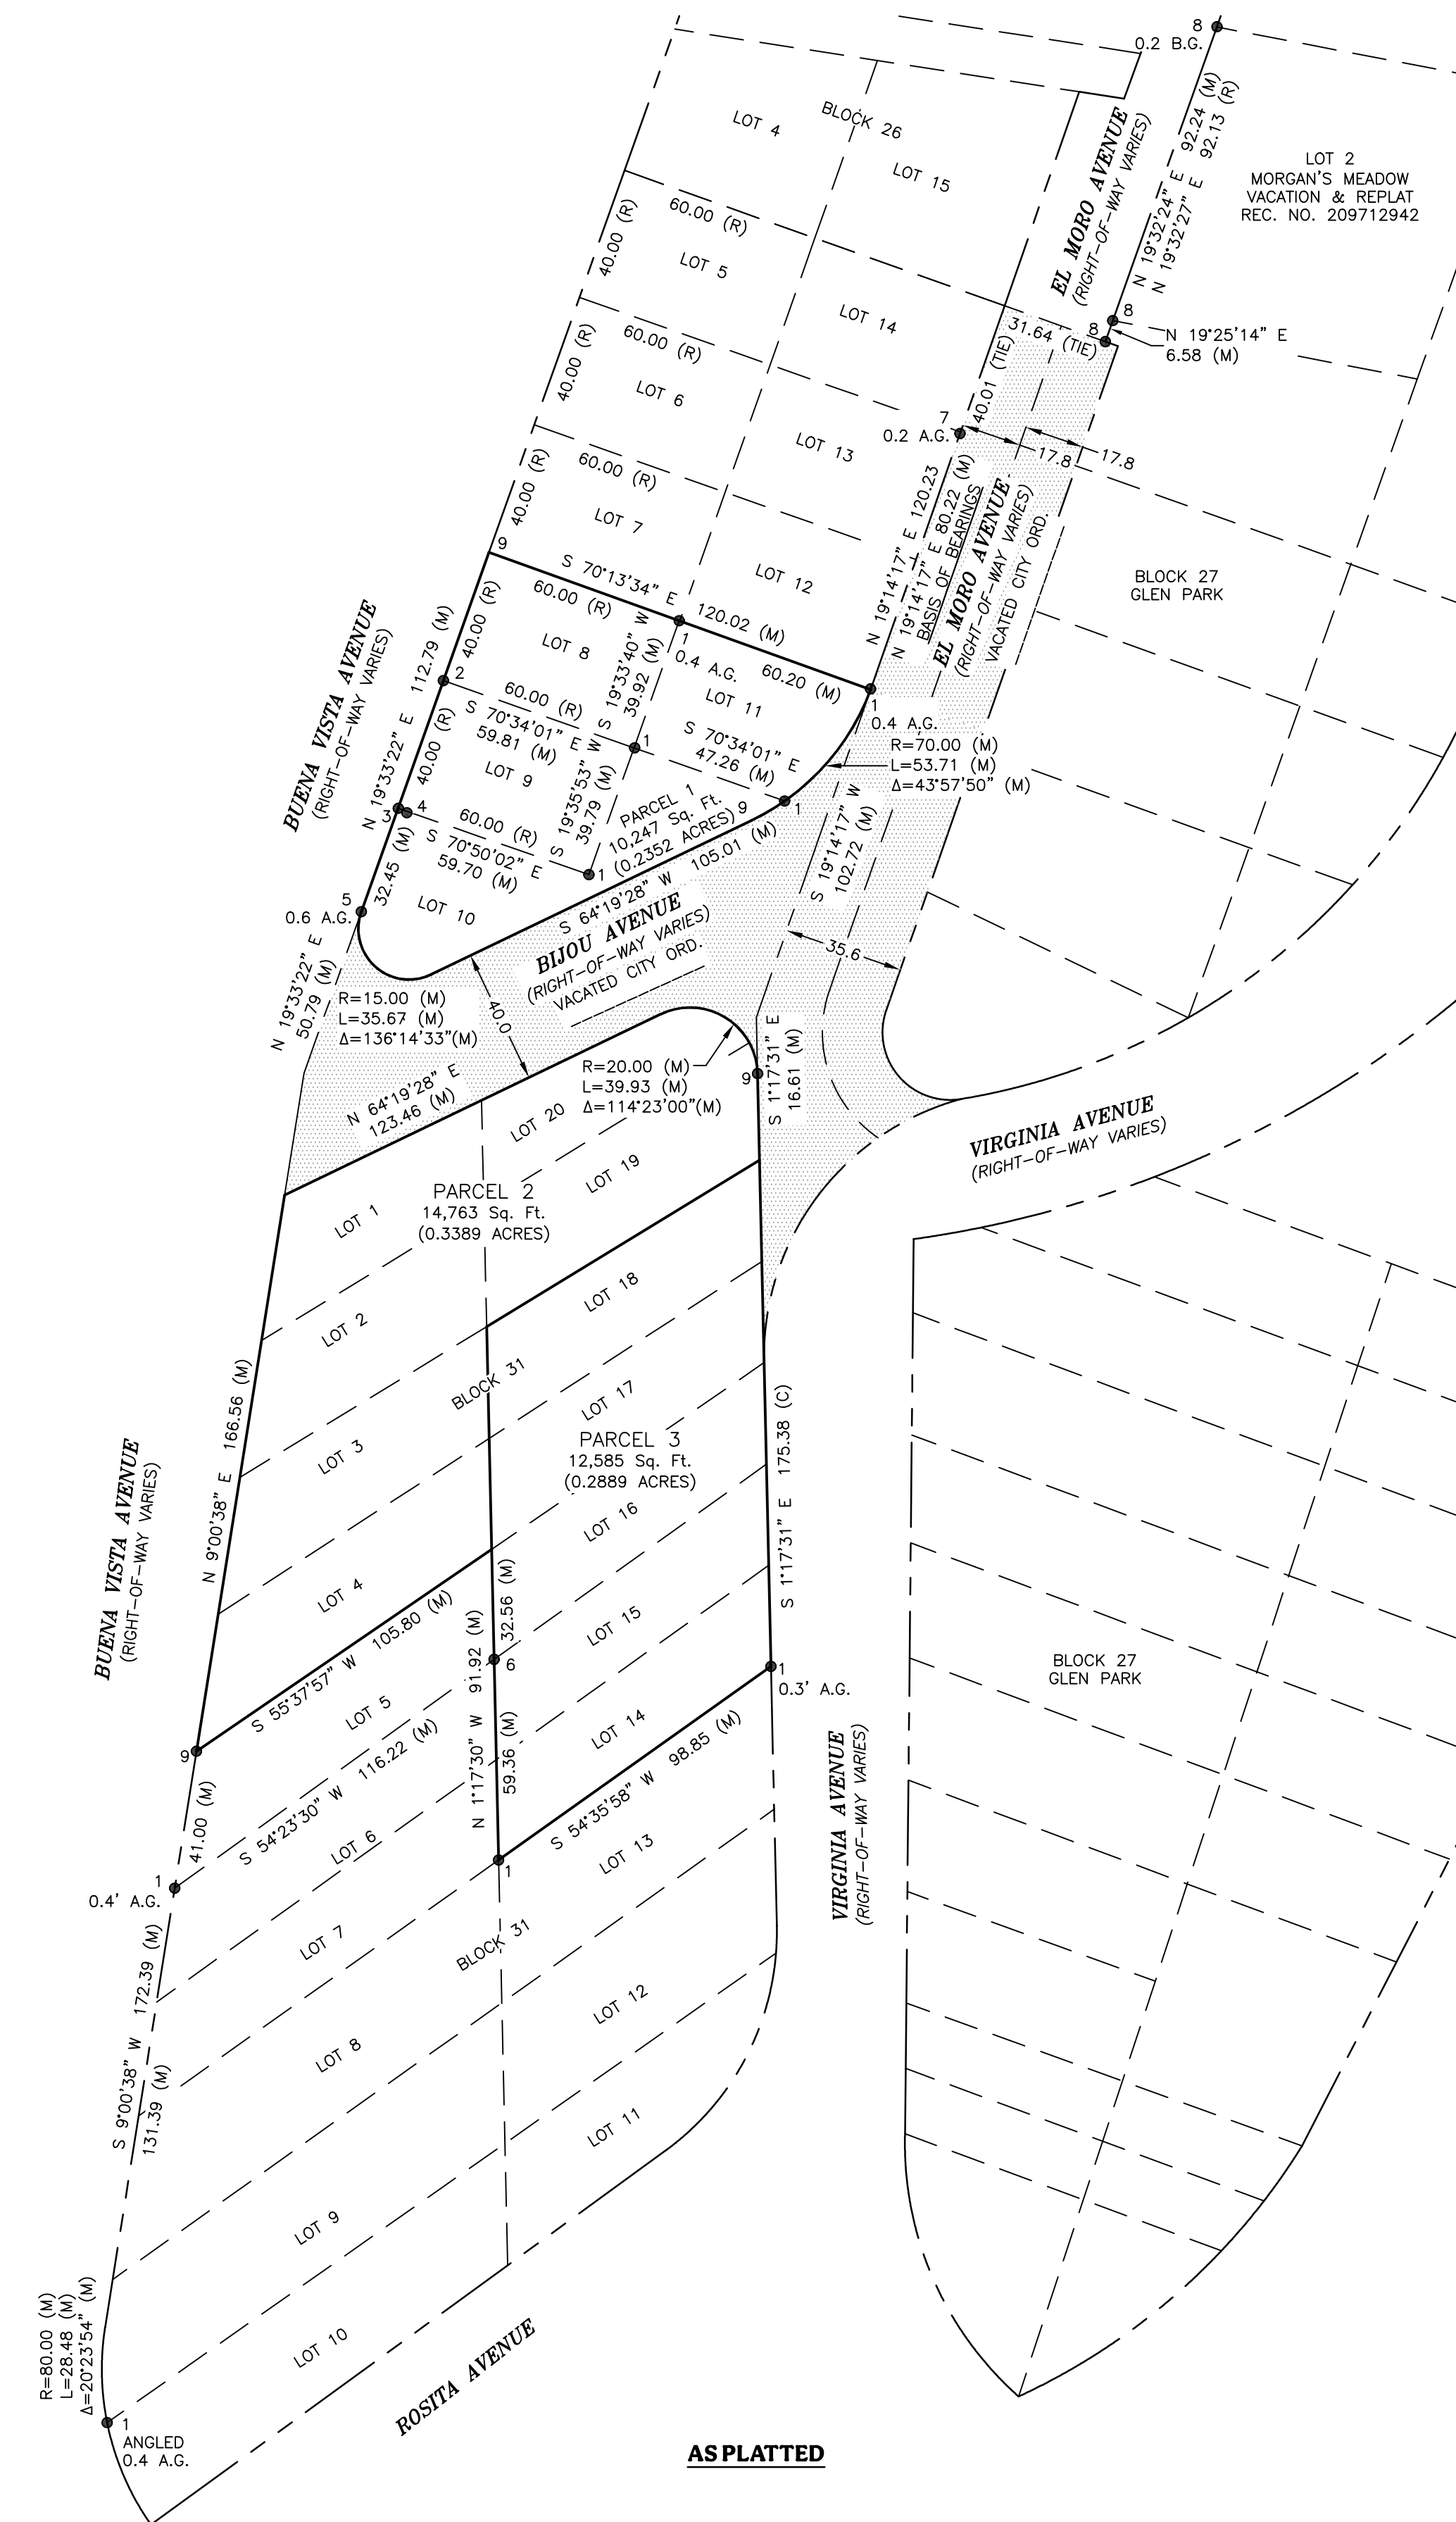 8
0.2 B.G.
N 19°32'24" E 92.24 (M)
N 19°32'27" E 92.13 (R)
LOT 2
MORGAN'S MEADOW
VACATION & REPLAT
REC. NO. 209712942
EL MORO AVENUE
(RIGHT-OF-WAY VARIES)
BLOCK 26
LOT 4
LOT 15
60.00 (R)
40.00 (R)
LOT 5
LOT 14
31.64 (TIE)
8
8
N 19°25'14" E
6.58 (M)
60.00 (R)
40.00 (R)
LOT 6
LOT 13
40.01 (TIE)
7
0.2 A.G.
17.8
17.8
60.00 (R)
40.00 (R)
LOT 7
LOT 12
N 19°14'17" E 120.23
N 19°14'17" E 80.22 (M)
BASIS OF BEARINGS
EL MORO AVENUE
(RIGHT-OF-WAY VARIES)
VACATED CITY ORD.
BLOCK 27
GLEN PARK
9
S 70°13'34" E 120.02 (M)
60.00 (R)
60.20 (M)
1
0.4 A.G.
BUENA VISTA AVENUE
(RIGHT-OF-WAY VARIES)
N 19°33'22" E 112.79 (M)
40.00 (R)
LOT 8
S 19°33'40" W
39.92 (M)
LOT 11
1
0.4 A.G.
2
60.00 (R)
S 70°34'01" E
59.81 (M)
1
S 70°34'01" E
47.26 (M)
R=70.00 (M)
L=53.71 (M)
Δ=43°57'50" (M)
40.00 (R)
LOT 9
S 19°35'53" W
39.79 (M)
PARCEL 1
10,247 Sq. Ft.
(0.2352 ACRES)
9
1
3
4
60.00 (R)
S 70°50'02" E
59.70 (M)
1
32.45 (M)
LOT 10
S 64°19'28" W 105.01 (M)
BIJOU AVENUE
(RIGHT-OF-WAY VARIES)
VACATED CITY ORD.
S 19°14'17" W
102.72 (M)
35.6
5
0.6 A.G.
N 19°33'22" E
50.79 (M)
R=15.00 (M)
L=35.67 (M)
Δ=136°14'33"(M)
40.0
R=20.00 (M)
L=39.93 (M)
Δ=114°23'00"(M)
9
S 1°17'31" E
16.61 (M)
N 64°19'28" E
123.46 (M)
LOT 20
VIRGINIA AVENUE
(RIGHT-OF-WAY VARIES)
LOT 1
LOT 19
PARCEL 2
14,763 Sq. Ft.
(0.3389 ACRES)
LOT 2
LOT 18
N 9°00'38" E 166.56 (M)
BLOCK 31
LOT 17
LOT 3
PARCEL 3
12,585 Sq. Ft.
(0.2889 ACRES)
S 1°17'31" E 175.38 (C)
BUENA VISTA AVENUE
(RIGHT-OF-WAY VARIES)
LOT 16
LOT 4
32.56 (M)
LOT 15
S 55°37'57" W 105.80 (M)
N 1°17'30" W 91.92 (M)
6
1
0.3' A.G.
BLOCK 27
GLEN PARK
LOT 5
LOT 14
9
S 54°23'30" W 116.22 (M)
59.36 (M)
S 54°35'58" W 98.85 (M)
VIRGINIA AVENUE
(RIGHT-OF-WAY VARIES)
41.00 (M)
LOT 6
LOT 13
1
1
0.4' A.G.
LOT 7
BLOCK 31
S 9°00'38" W 172.39 (M)
131.39 (M)
LOT 12
LOT 8
LOT 11
LOT 9
R=80.00 (M)
L=28.48 (M)
Δ=20°23'54" (M)
LOT 10
ROSITA AVENUE
1
ANGLED
0.4 A.G.
AS PLATTED